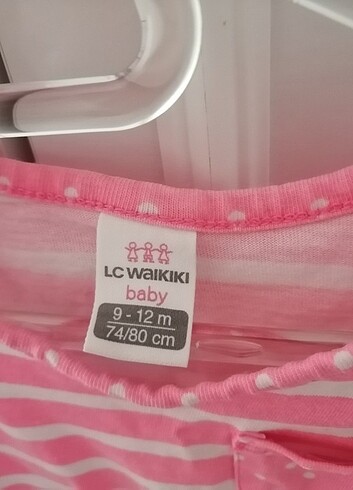 LC WAIKIKI
baby
9 - 12 m
74/80 cm